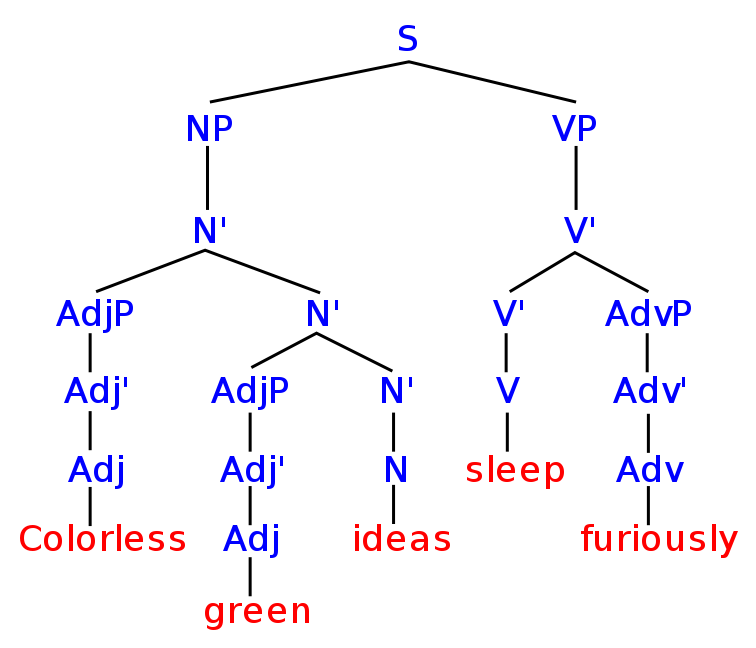 S
NP VP
N' V'
AdjP N' V' AdvP
Adj' AdjP N' V Adv'
Adj Adj' N sleep Adv
Colorless Adj ideas furiously
green